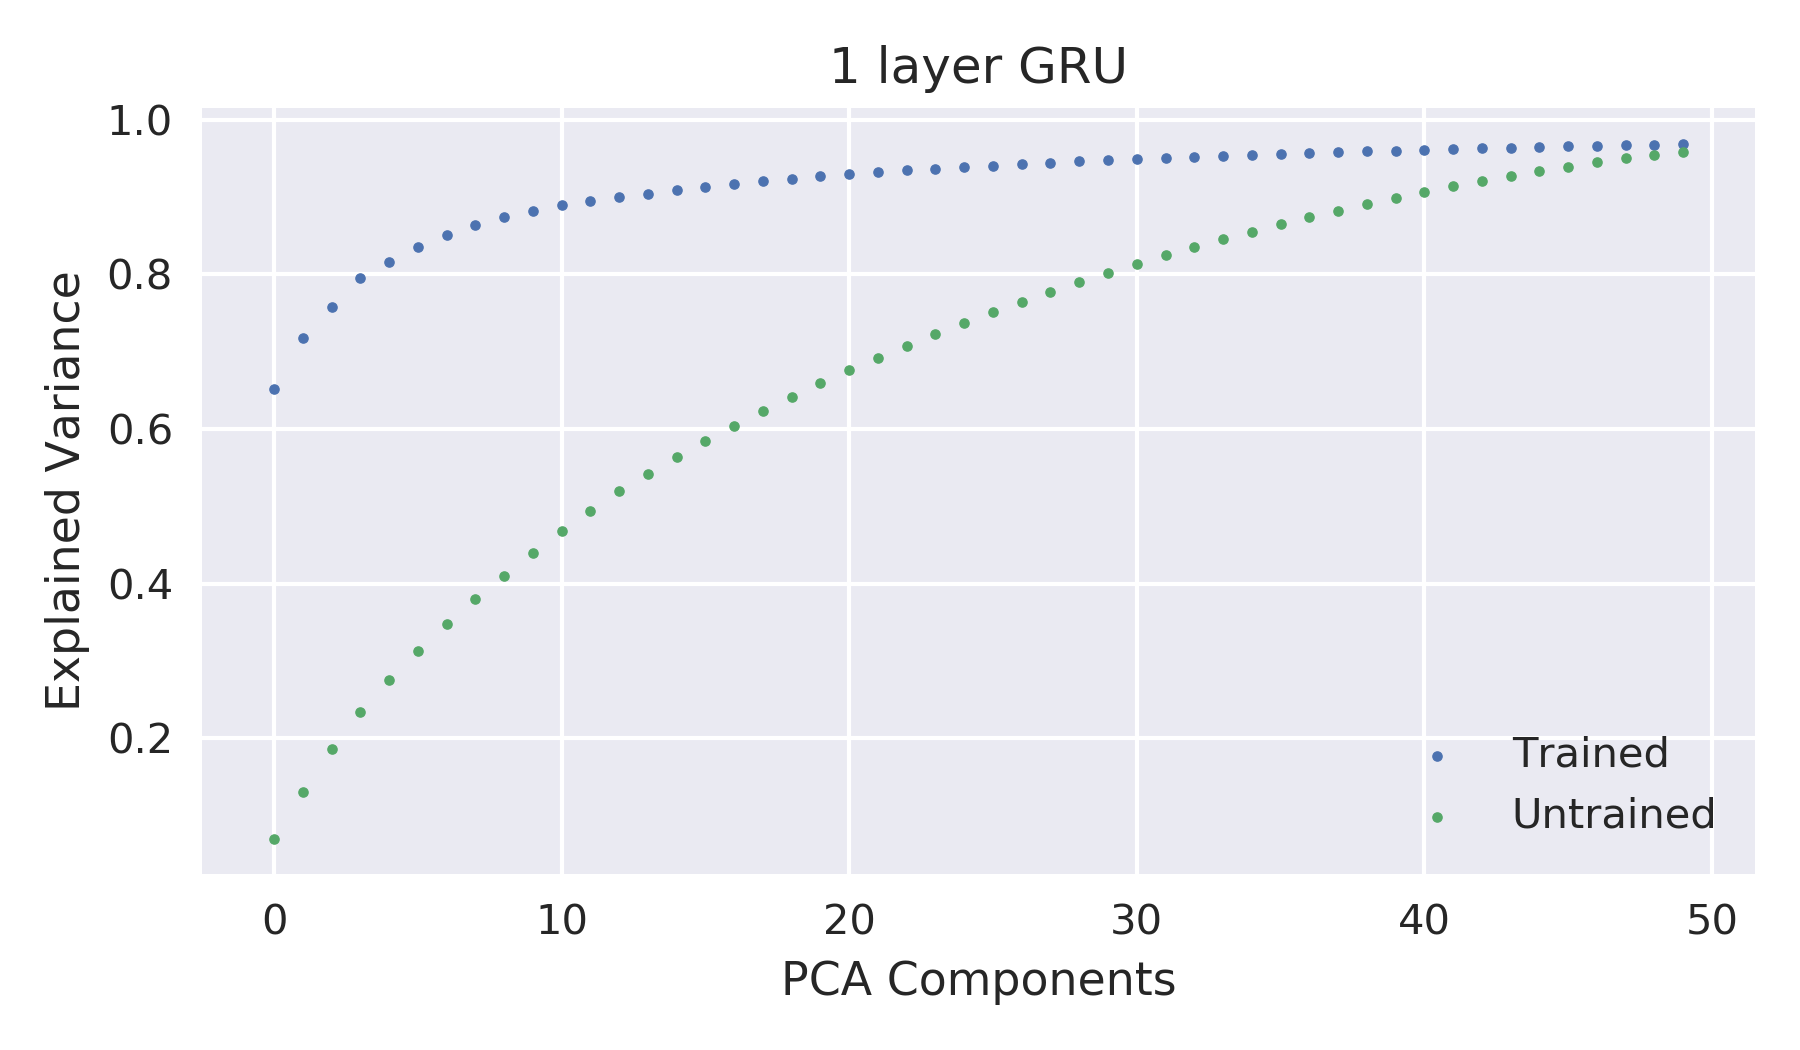 1 layer GRU
1.0
0.8
0.6
0.4
0.2
Explained Variance
Trained
Untrained
0 10 20 30 40 50
PCA Components